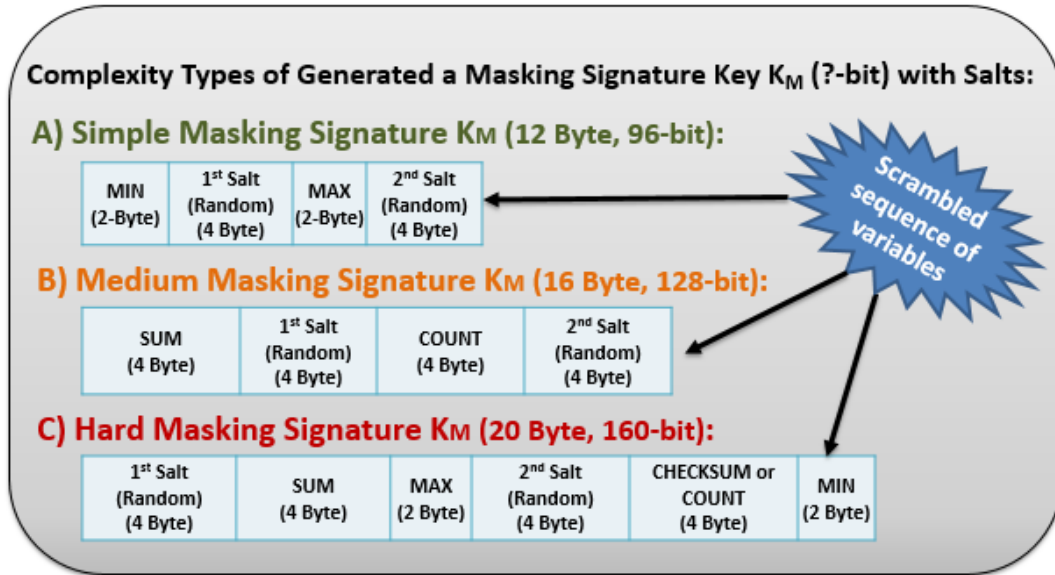 Complexity Types of Generated a Masking Signature Key KM (?-bit) with Salts:
A) Simple Masking Signature KM (12 Byte, 96-bit):
MIN
(2-Byte)
1st Salt
(Random)
(4 Byte)
MAX
(2-Byte)
2nd Salt
(Random)
(4 Byte)
Scrambled
sequence of
variables
B) Medium Masking Signature KM (16 Byte, 128-bit):
SUM
(4 Byte)
1st Salt
(Random)
(4 Byte)
COUNT
(4 Byte)
2nd Salt
(Random)
(4 Byte)
C) Hard Masking Signature KM (20 Byte, 160-bit):
1st Salt
(Random)
(4 Byte)
SUM
(4 Byte)
MAX
(2 Byte)
2nd Salt
(Random)
(4 Byte)
CHECKSUM or
COUNT
(4 Byte)
MIN
(2 Byte)